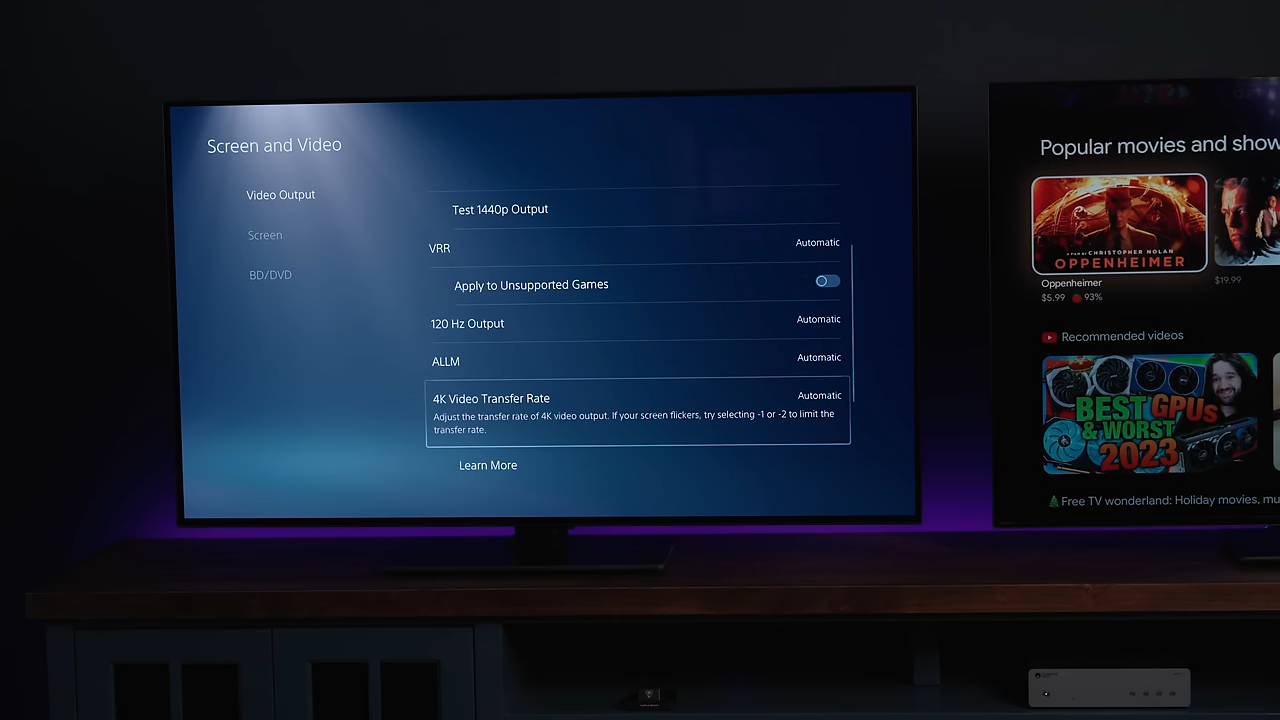 Screen and Video
Video Output
Screen
BD/DVD
Test 1440p Output
VRR
Automatic
Apply to Unsupported Games
120 Hz Output
Automatic
ALLM
Automatic
4K Video Transfer Rate
Automatic
Adjust the transfer rate of 4K video output. If your screen flickers, try selecting -1 or -2 to limit the
transfer rate.
Learn More
Popular movies and show
A FILM BY CHRISTOPHER NOLAN
OPPENHEIMER
Oppenheimer
$5.99 93%
$19.99
Recommended videos
BEST GPUs
& WORST
2023
Free TV wonderland: Holiday movies, mu